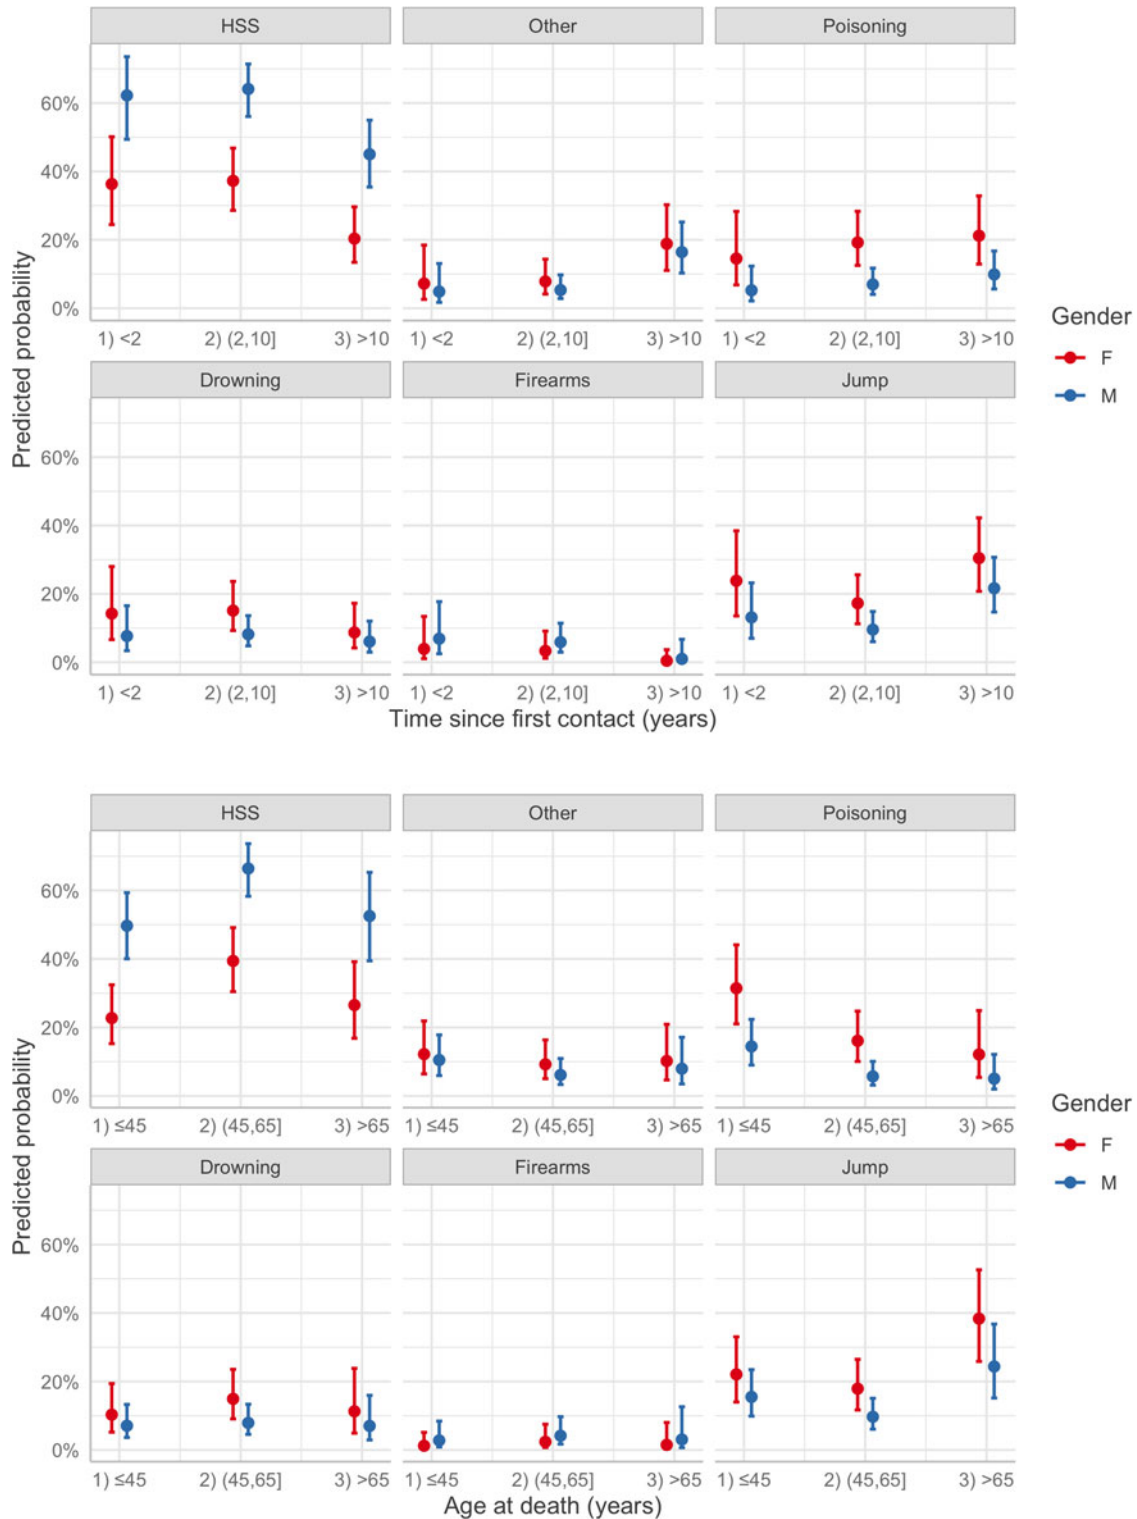 HSS Other Poisoning
60%
40%
20%
0%
1) <2 2) (2,10] 3) >10 1) <2 2) (2,10] 3) >10 1) <2 2) (2,10] 3) >10
Drowning Firearms Jump
60%
40%
20%
0%
1) <2 2) (2,10] 3) >10 1) <2 2) (2,10] 3) >10 1) <2 2) (2,10] 3) >10
Predicted probability
Time since first contact (years)
Gender
F
M
HSS Other Poisoning
60%
40%
20%
0%
1) ≤45 2) (45,65] 3) >65 1) ≤45 2) (45,65] 3) >65 1) ≤45 2) (45,65] 3) >65
Drowning Firearms Jump
60%
40%
20%
0%
1) ≤45 2) (45,65] 3) >65 1) ≤45 2) (45,65] 3) >65 1) ≤45 2) (45,65] 3) >65
Predicted probability
Age at death (years)
Gender
F
M